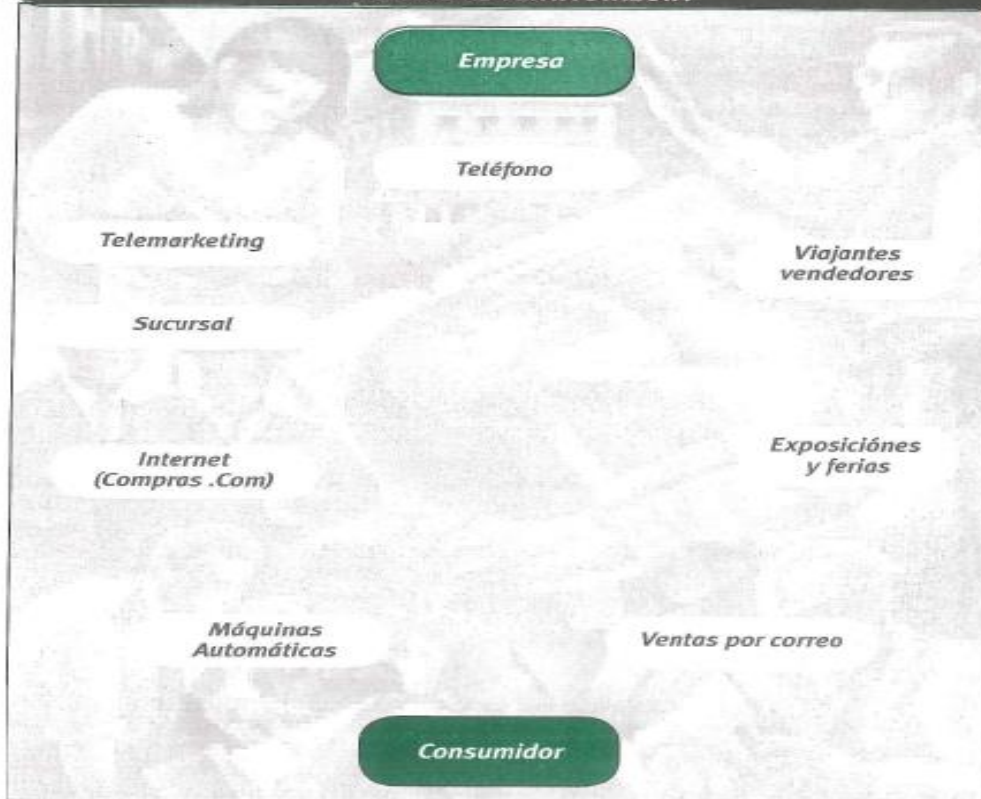 Empresa
Teléfono
Telemarketing
Viajantes
vendedores
Sucursal
Internet
(Compras .Com)
Exposiciónes
y ferias
Máquinas
Automáticas
Ventas por correo
Consumidor